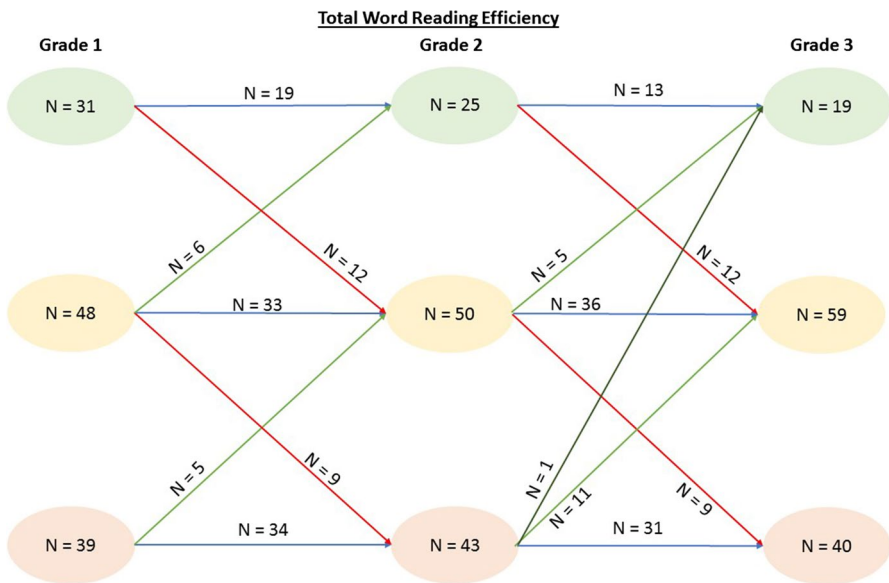 Total Word Reading Efficiency
Grade 1 Grade 2 Grade 3
N = 31 N = 19 N = 25 N = 13 N = 19
N = 6 N = 12 N = 5 N = 12
N = 48 N = 33 N = 50 N = 36 N = 59
N = 5 N = 9 N = 1 N = 11 N = 9
N = 39 N = 34 N = 43 N = 31 N = 40